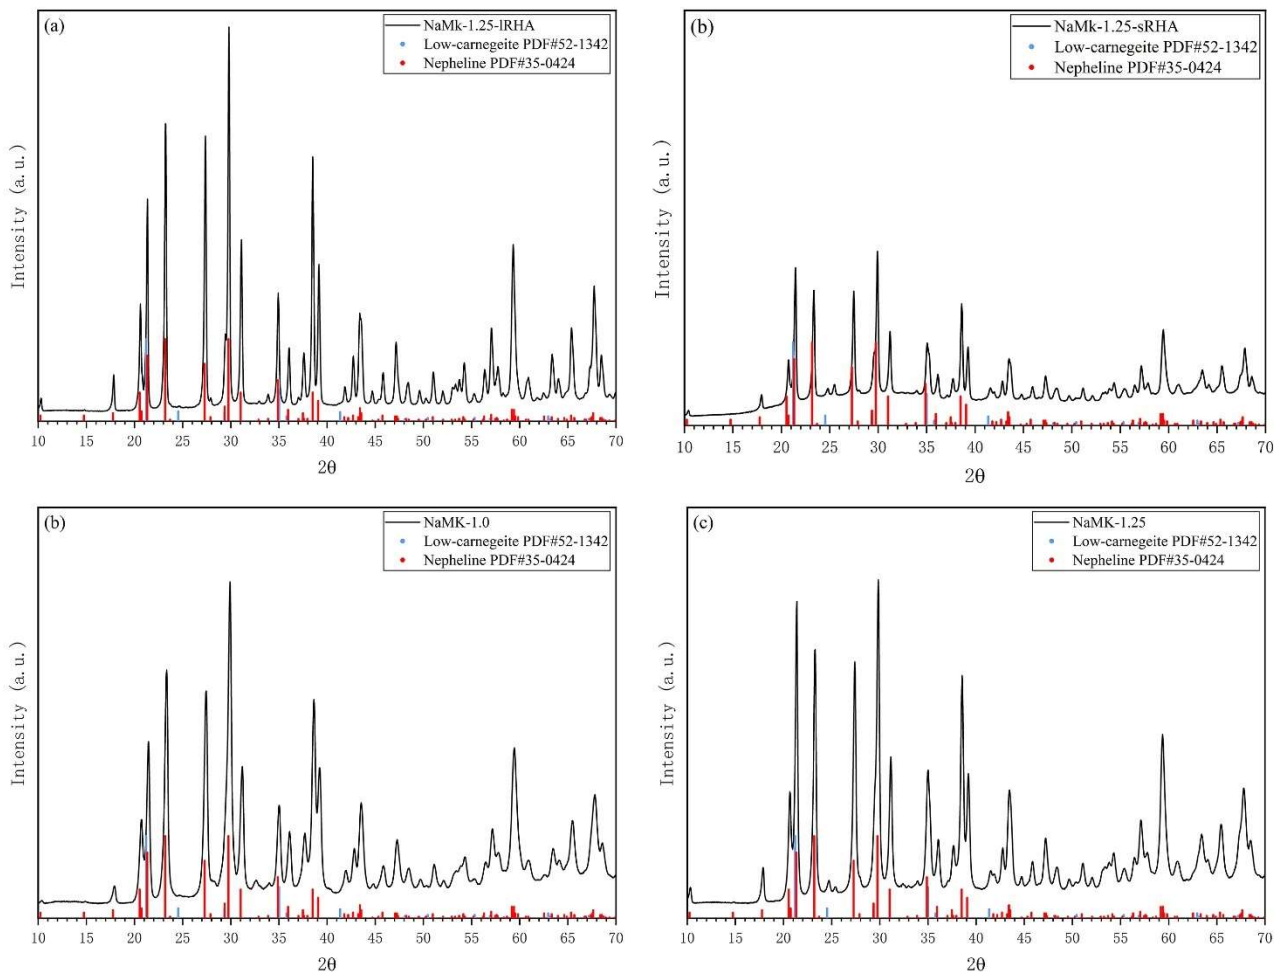 (a)
NaMk-1.25-lRHA
Low-carnegeite PDF#52-1342
Nepheline PDF#35-0424
Intensity (a.u.)
10 15 20 25 30 35 40 45 50 55 60 65 70
2θ
(b)
NaMk-1.25-sRHA
Low-carnegeite PDF#52-1342
Nepheline PDF#35-0424
Intensity (a.u.)
10 15 20 25 30 35 40 45 50 55 60 65 70
2θ
(b)
NaMK-1.0
Low-carnegeite PDF#52-1342
Nepheline PDF#35-0424
Intensity (a.u.)
10 15 20 25 30 35 40 45 50 55 60 65 70
2θ
(c)
NaMK-1.25
Low-carnegeite PDF#52-1342
Nepheline PDF#35-0424
Intensity (a.u.)
10 15 20 25 30 35 40 45 50 55 60 65 70
2θ